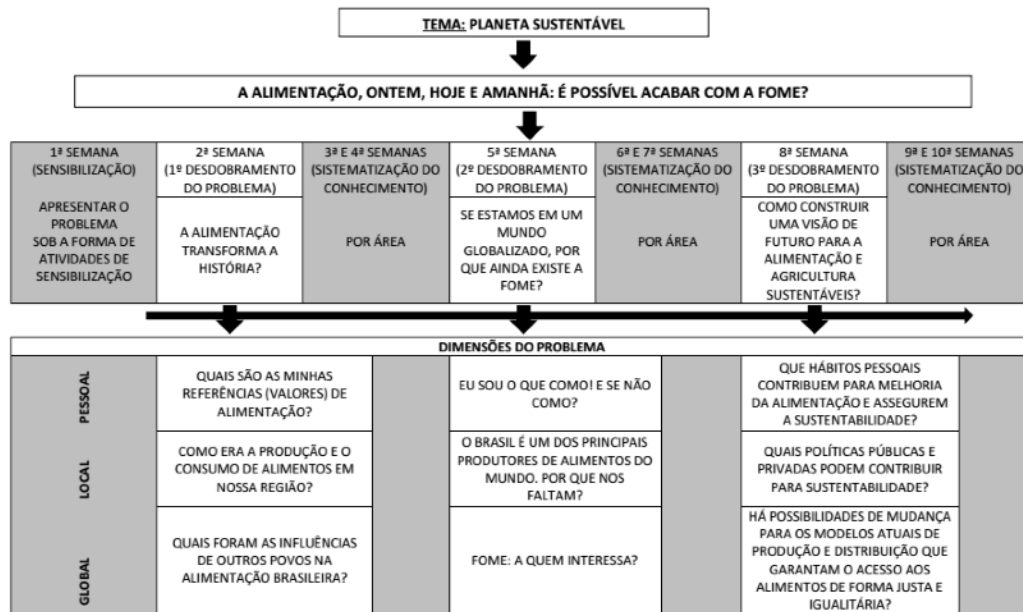 TEMA: PLANETA SUSTENTÁVEL
A ALIMENTAÇÃO, ONTEM, HOJE E AMANHÃ: É POSSÍVEL ACABAR COM A FOME?
1ª SEMANA
(SENSIBILIZAÇÃO)
APRESENTAR O
PROBLEMA
SOB A FORMA DE
ATIVIDADES DE
SENSIBILIZAÇÃO
2ª SEMANA
(1º DESDOBRAMENTO
DO PROBLEMA)
A ALIMENTAÇÃO
TRANSFORMA A
HISTÓRIA?
3ª E 4ª SEMANAS
(SISTEMATIZAÇÃO DO
CONHECIMENTO)
POR ÁREA
5ª SEMANA
(2º DESDOBRAMENTO
DO PROBLEMA)
SE ESTAMOS EM UM
MUNDO
GLOBALIZADO, POR
QUE AINDA EXISTE A
FOME?
6ª E 7ª SEMANAS
(SISTEMATIZAÇÃO DO
CONHECIMENTO)
POR ÁREA
8ª SEMANA
(3º DESDOBRAMENTO
DO PROBLEMA)
COMO CONSTRUIR
UMA VISÃO DE
FUTURO PARA A
ALIMENTAÇÃO E
AGRICULTURA
SUSTENTÁVEIS?
9ª E 10ª SEMANAS
(SISTEMATIZAÇÃO DO
CONHECIMENTO)
POR ÁREA
DIMENSÕES DO PROBLEMA
PESSOAL
QUAIS SÃO AS MINHAS
REFERÊNCIAS (VALORES) DE
ALIMENTAÇÃO?
EU SOU O QUE COMO! E SE NÃO
COMO?
QUE HÁBITOS PESSOAIS
CONTRIBUEM PARA MELHORIA
DA ALIMENTAÇÃO E ASSEGUREM
A SUSTENTABILIDADE?
LOCAL
COMO ERA A PRODUÇÃO E O
CONSUMO DE ALIMENTOS EM
NOSSA REGIÃO?
O BRASIL É UM DOS PRINCIPAIS
PRODUTORES DE ALIMENTOS DO
MUNDO. POR QUE NOS
FALTAM?
QUAIS POLÍTICAS PÚBLICAS E
PRIVADAS PODEM CONTRIBUIR
PARA SUSTENTABILIDADE?
GLOBAL
QUAIS FORAM AS INFLUÊNCIAS
DE OUTROS POVOS NA
ALIMENTAÇÃO BRASILEIRA?
FOME: A QUEM INTERESSA?
HÁ POSSIBILIDADES DE MUDANÇA
PARA OS MODELOS ATUAIS DE
PRODUÇÃO E DISTRIBUIÇÃO QUE
GARANTAM O ACESSO AOS
ALIMENTOS DE FORMA JUSTA E
IGUALITÁRIA?